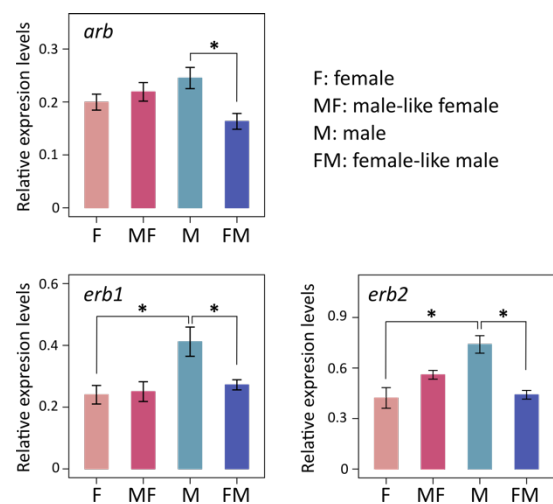 arb
*
Relative expresion levels
0.3
0.2
0.1
0
F MF M FM
F: female
MF: male-like female
M: male
FM: female-like male
erb1
* *
Relative expresion levels
0.6
0.4
0.2
0
F MF M FM
erb2
* *
Relative expresion levels
0.9
0.6
0.3
0
F MF M FM